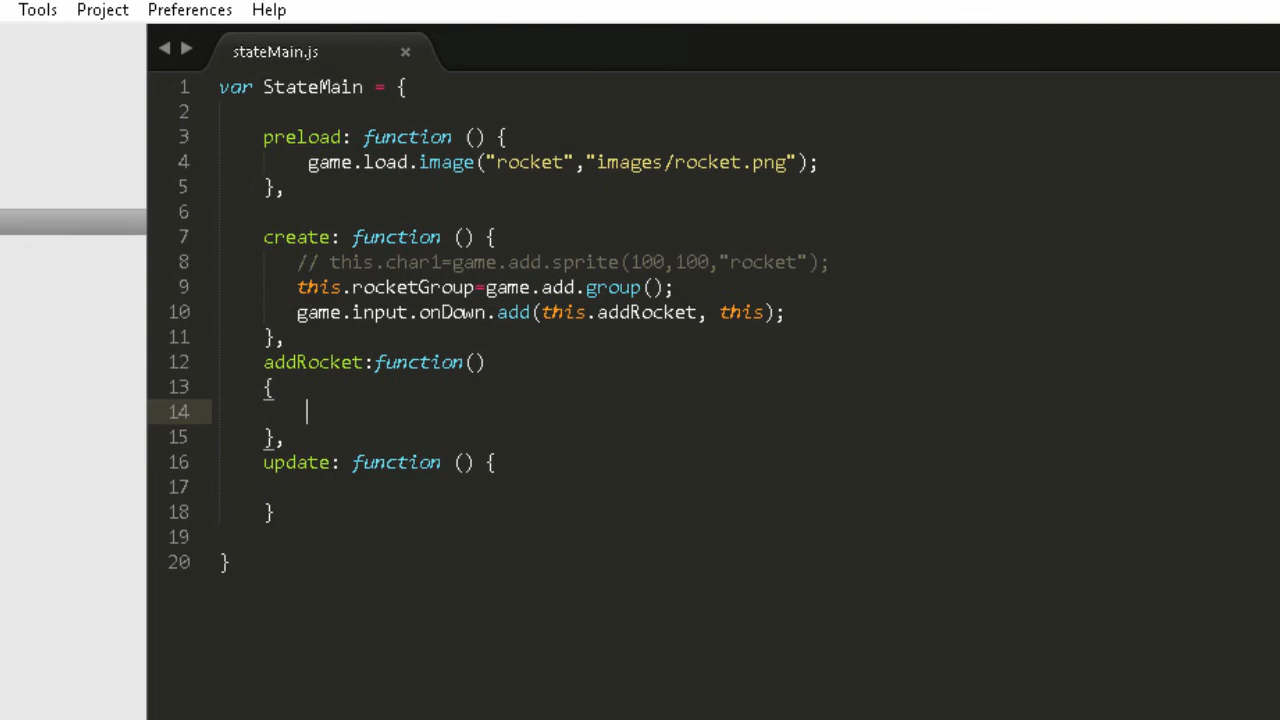 Tools Project Preferences Help
stateMain.js ×
1 var StateMain = {
2
3 preload: function () {
4 game.load.image("rocket","images/rocket.png");
5 },
6
7 create: function () {
8 // this.char1=game.add.sprite(100,100,"rocket");
9 this.rocketGroup=game.add.group();
10 game.input.onDown.add(this.addRocket, this);
11 },
12 addRocket:function()
13 {
14
15 },
16 update: function () {
17
18 }
19
20 }